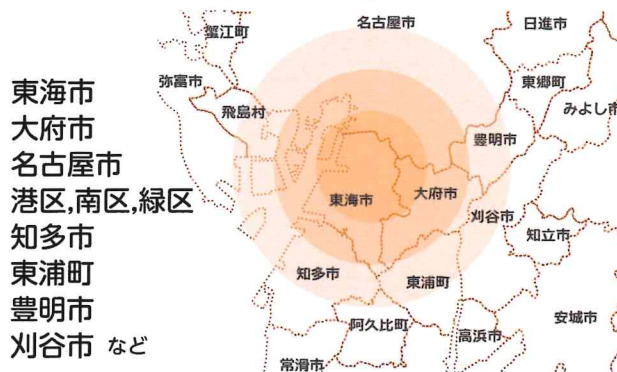 東海市
大府市
名古屋市
港区,南区,緑区
知多市
東浦町
豊明市
刈谷市 など
蟹江町
名古屋市
日進市
弥富市
飛島村
東郷町
みよし市
豊明市
東海市
大府市
刈谷市
知立市
知多市
東浦町
阿久比町
高浜市
安城市
常滑市